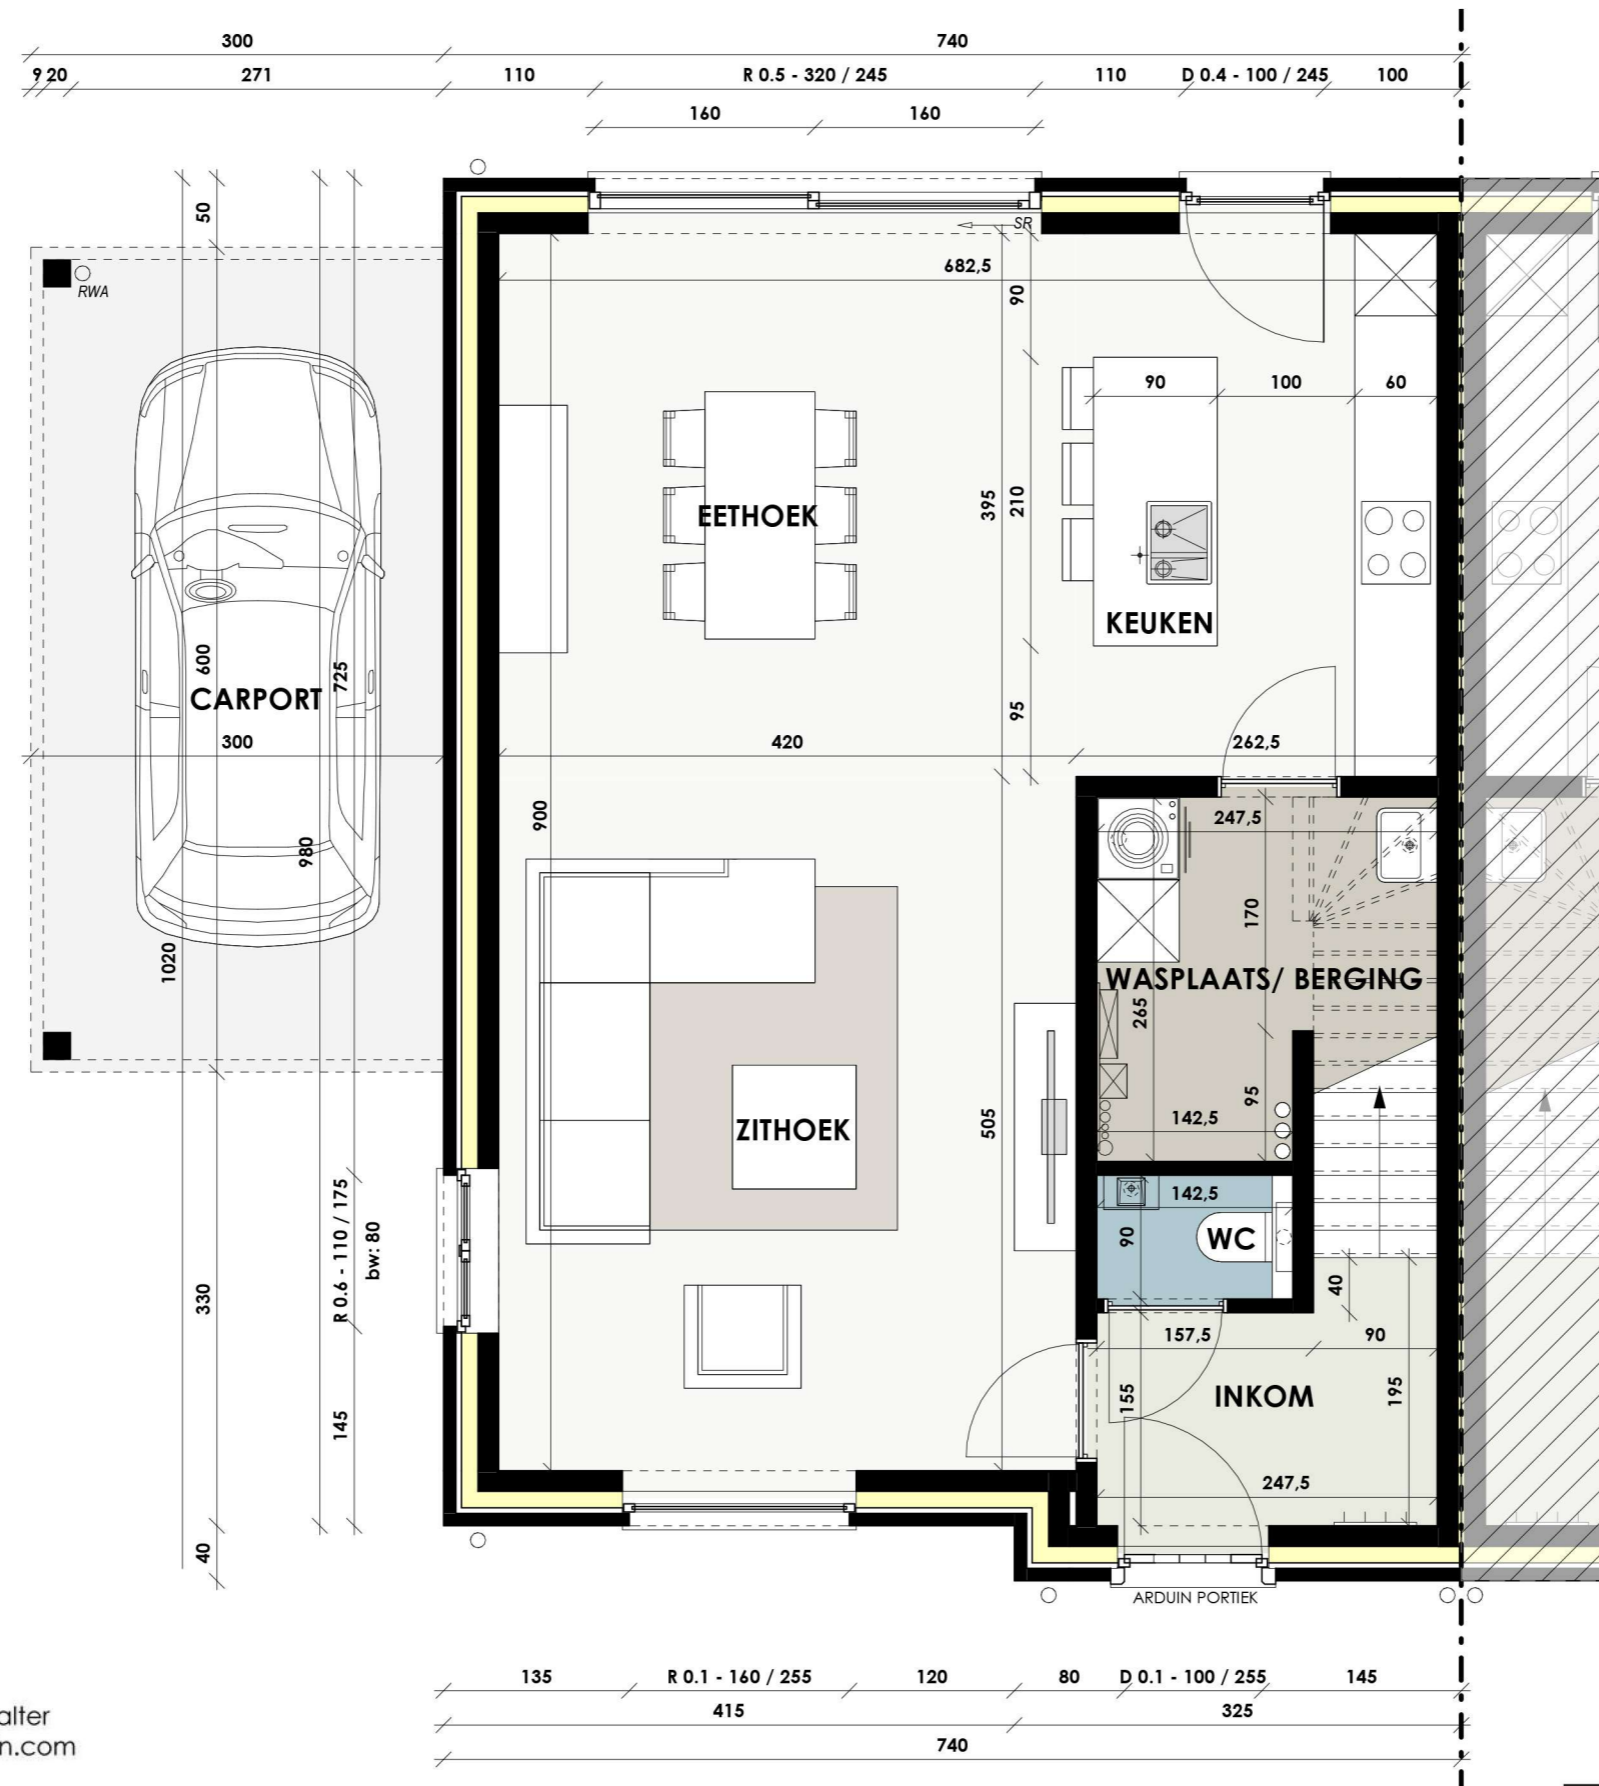 300
740
9 20
271
110
R 0.5 - 320 / 245
110
D 0.4 - 100 / 245
100
160
160
50
SR
RWA
682,5
90
90
100
60
395
210
EETHOEK
KEUKEN
600
725
CARPORT
95
300
420
262,5
900
980
247,5
170
1020
WASPLAATS/ BERGING
265
95
505
142,5
ZITHOEK
R 0.6 - 110 / 175
bw: 80
142,5
90
WC
330
40
157,5
90
155
INKOM
195
145
247,5
40
ARDUIN PORTIEK
135
R 0.1 - 160 / 255
120
80
D 0.1 - 100 / 255
145
415
325
740
alter
n.com